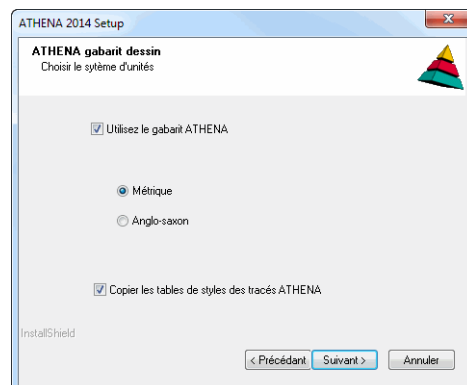 ATHENA 2014 Setup
ATHENA gabarit dessin
Choisir le sytème d'unités
Utilisez le gabarit ATHENA
Métrique
Anglo-saxon
Copier les tables de styles des tracés ATHENA
InstallShield
< Précédant
Suivant >
Annuler